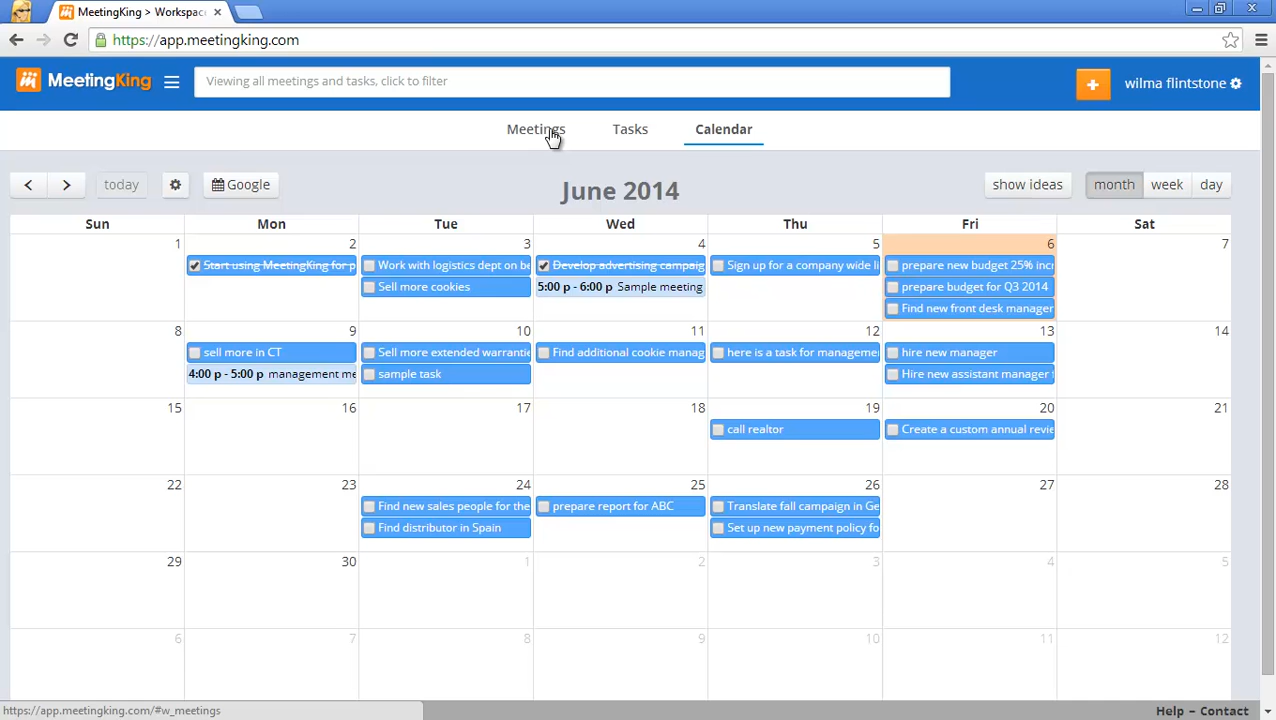 MeetingKing > Workspac
https://app.meetingking.com
MeetingKing
Viewing all meetings and tasks, click to filter
wilma flintstone
Meetings Tasks Calendar
today Google June 2014 show ideas month week day
Sun Mon Tue Wed Thu Fri Sat
1 2 3 4 5 6 7
Start using MeetingKing for p Work with logistics dept on be Develop advertising campaig Sign up for a company wide li prepare new budget 25% incr
Sell more cookies 5:00 p - 6:00 p Sample meeting prepare budget for Q3 2014
Find new front desk manager
8 9 10 11 12 13 14
sell more in CT Sell more extended warrantie Find additional cookie manag here is a task for manageme hire new manager
4:00 p - 5:00 p management me sample task Hire new assistant manager f
15 16 17 18 19 20 21
call realtor Create a custom annual revie
22 23 24 25 26 27 28
Find new sales people for the prepare report for ABC Translate fall campaign in Ge
Find distributor in Spain Set up new payment policy fo
29 30 1 2 3 4 5
6 7 8 9 10 11 12
https://app.meetingking.com/#w_meetings
Help – Contact